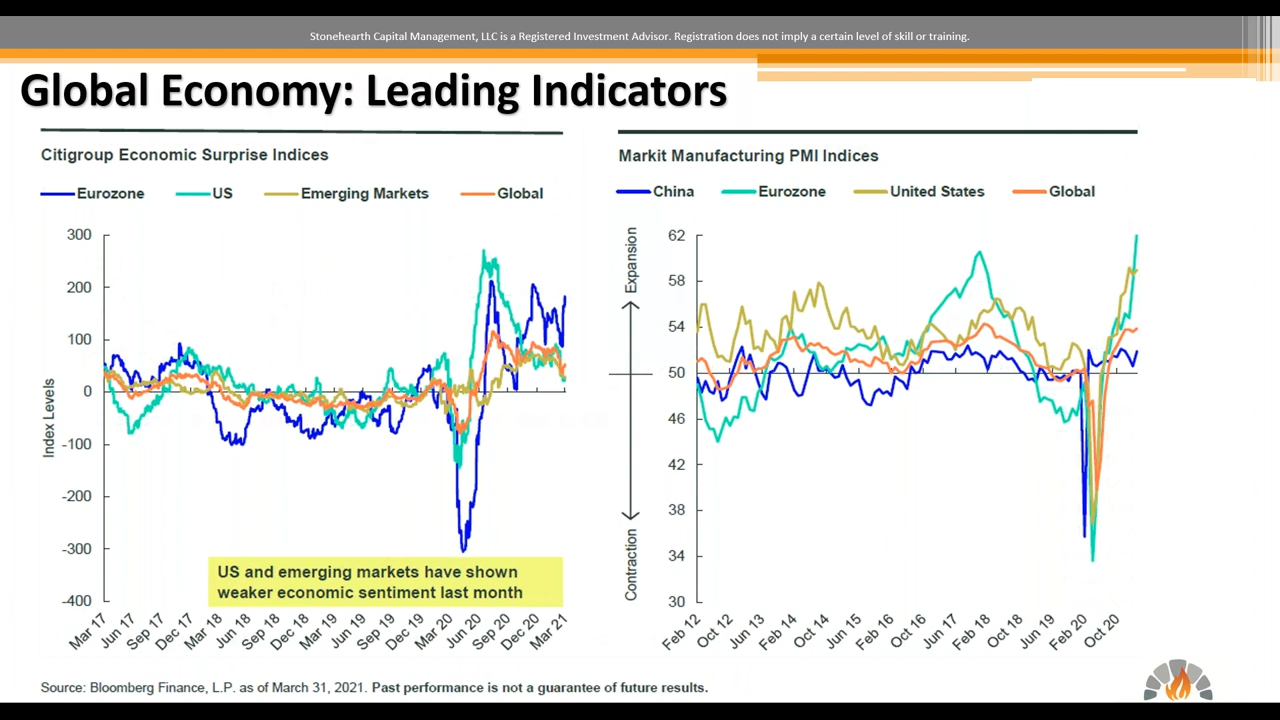 Stonehearth Capital Management, LLC is a Registered Investment Advisor. Registration does not imply a certain level of skill or training.
Global Economy: Leading Indicators
Citigroup Economic Surprise Indices
Eurozone US Emerging Markets Global
300
200
100
0
-100
-200
-300
-400
Index Levels
US and emerging markets have shown
weaker economic sentiment last month
Mar 17 Jun 17 Sep 17 Dec 17 Mar 18 Jun 18 Sep 18 Dec 18 Mar 19 Jun 19 Sep 19 Dec 19 Mar 20 Jun 20 Sep 20 Dec 20 Mar 21
Markit Manufacturing PMI Indices
China Eurozone United States Global
Expansion
Contraction
62
58
54
50
46
42
38
34
30
Feb 12 Oct 12 Jun 13 Feb 14 Oct 14 Jun 15 Feb 16 Oct 16 Jun 17 Feb 18 Oct 18 Jun 19 Feb 20 Oct 20
Source: Bloomberg Finance, L.P. as of March 31, 2021. Past performance is not a guarantee of future results.